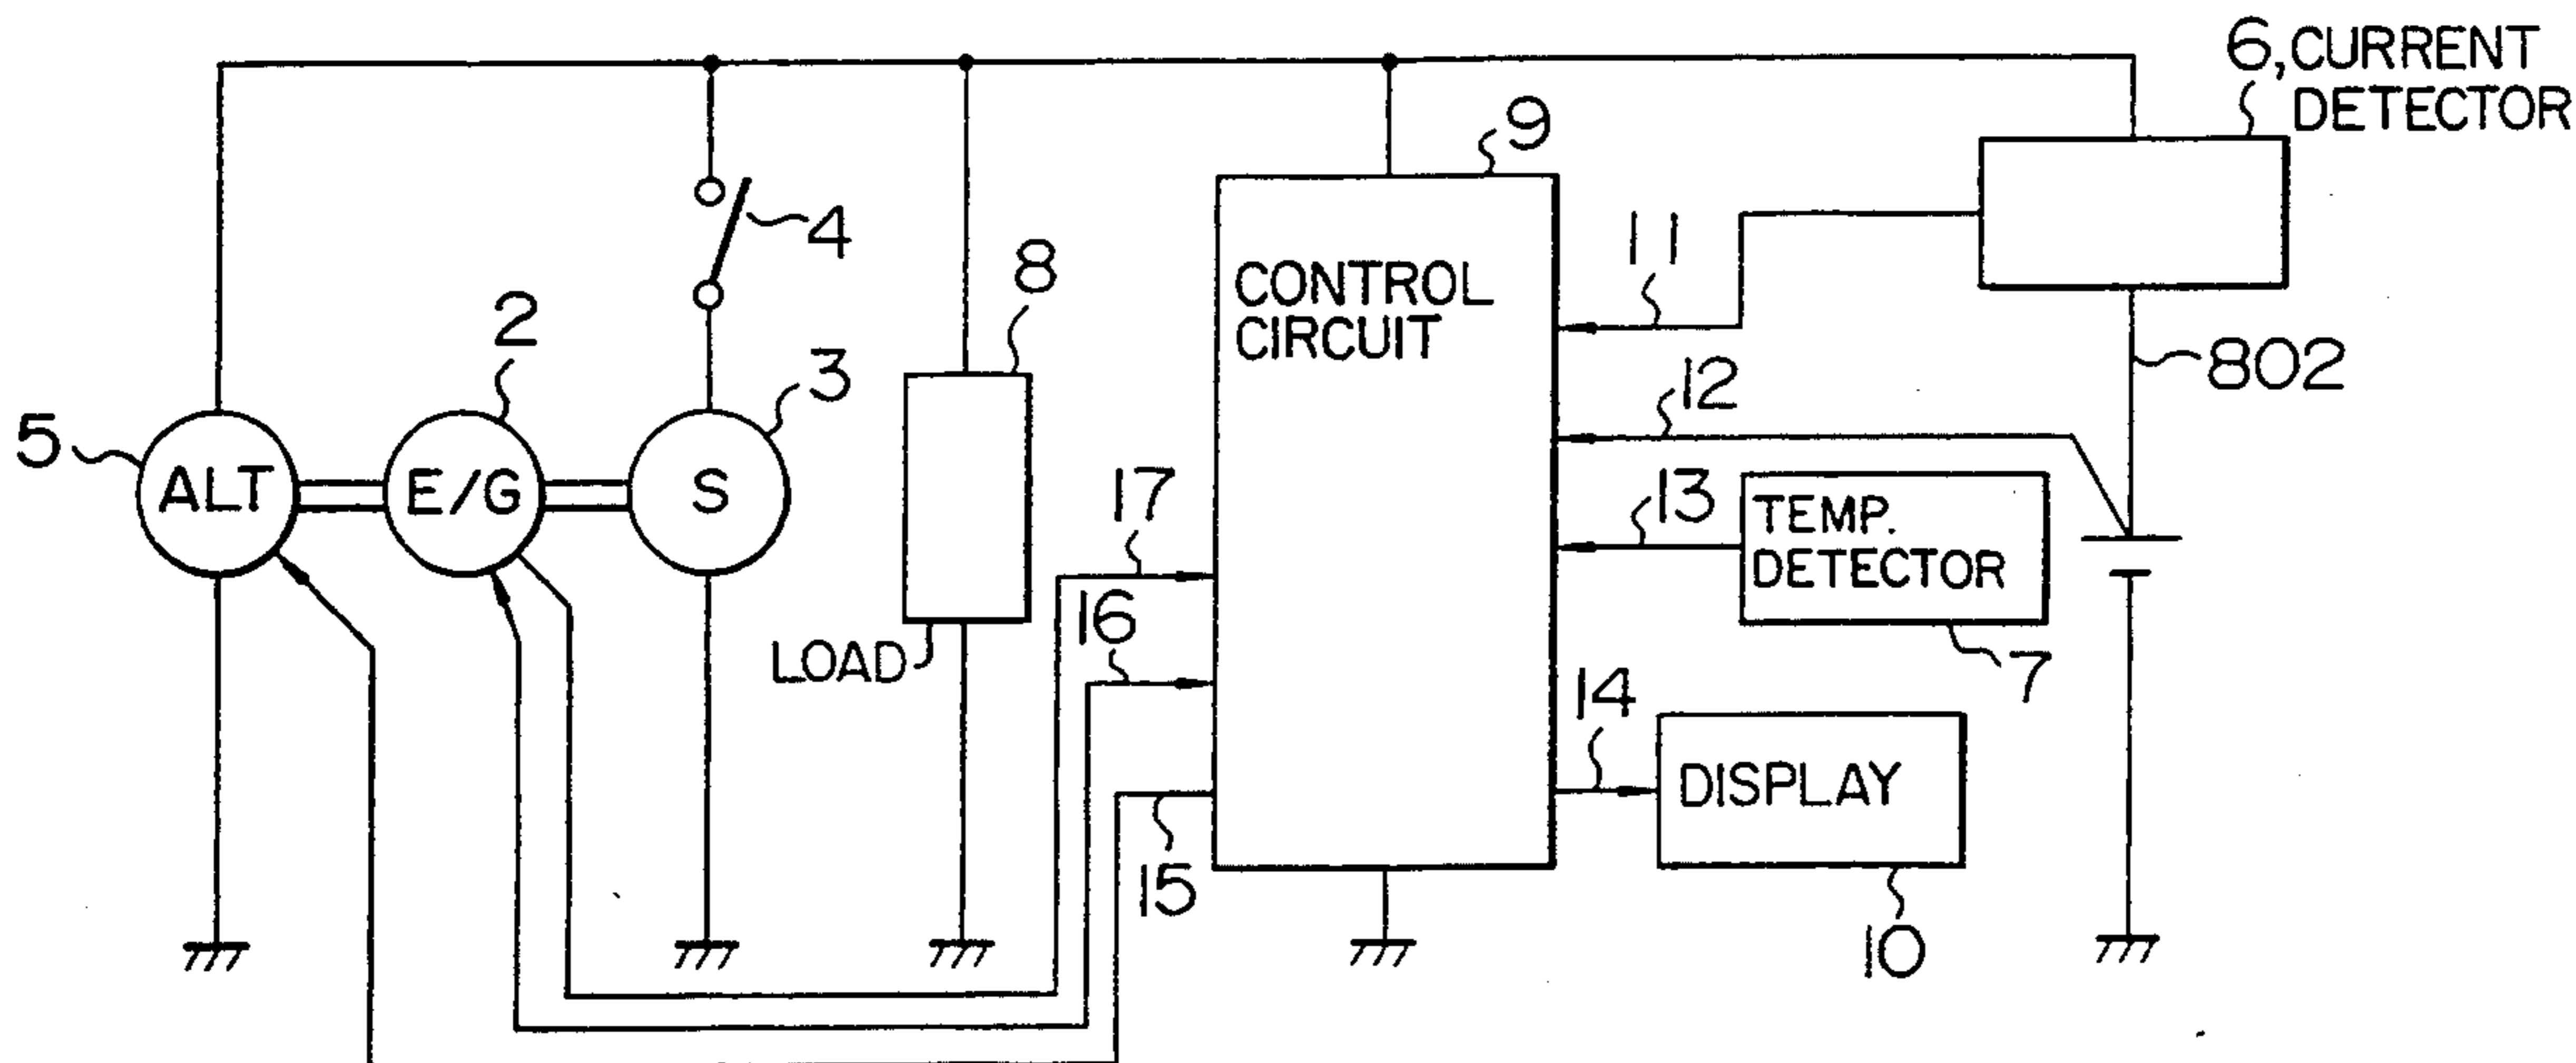 6, CURRENT
DETECTOR
9
4
11
8
CONTROL
CIRCUIT
2
3
802
12
5
ALT
E/G
S
17
13
TEMP.
DETECTOR
16
LOAD
7
14
DISPLAY
15
10